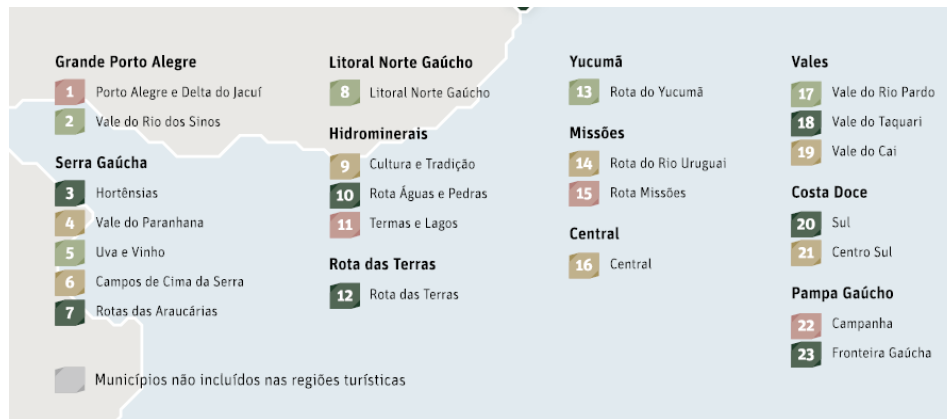 Grande Porto Alegre
1 Porto Alegre e Delta do Jacuí
2 Vale do Rio dos Sinos
Serra Gaúcha
3 Hortênsias
4 Vale do Paranhana
5 Uva e Vinho
6 Campos de Cima da Serra
7 Rotas das Araucárias
Litoral Norte Gaúcho
8 Litoral Norte Gaúcho
Hidrominerais
9 Cultura e Tradição
10 Rota Águas e Pedras
11 Termas e Lagos
Rota das Terras
12 Rota das Terras
Yucumã
13 Rota do Yucumã
Missões
14 Rota do Rio Uruguai
15 Rota Missões
Central
16 Central
Vales
17 Vale do Rio Pardo
18 Vale do Taquari
19 Vale do Cai
Costa Doce
20 Sul
21 Centro Sul
Pampa Gaúcho
22 Campanha
23 Fronteira Gaúcha
Municípios não incluídos nas regiões turísticas